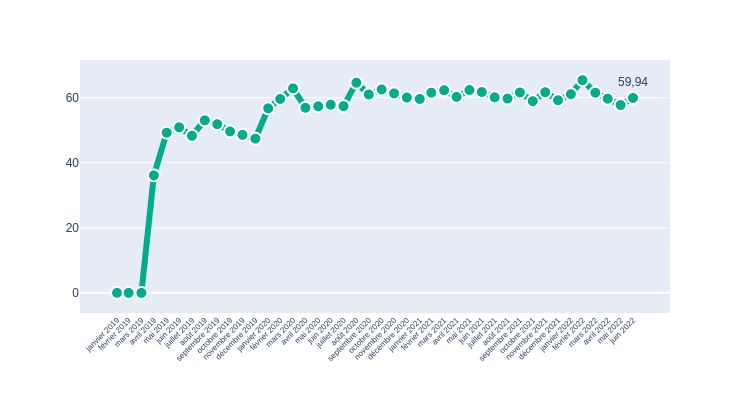 59,94
60
40
20
0
janvier 2019
février 2019
mars 2019
avril 2019
mai 2019
juin 2019
juillet 2019
août 2019
septembre 2019
octobre 2019
novembre 2019
décembre 2019
janvier 2020
février 2020
mars 2020
avril 2020
mai 2020
juin 2020
juillet 2020
août 2020
septembre 2020
octobre 2020
novembre 2020
décembre 2020
janvier 2021
février 2021
mars 2021
avril 2021
mai 2021
juin 2021
juillet 2021
août 2021
septembre 2021
octobre 2021
novembre 2021
décembre 2021
janvier 2022
février 2022
mars 2022
avril 2022
mai 2022
juin 2022